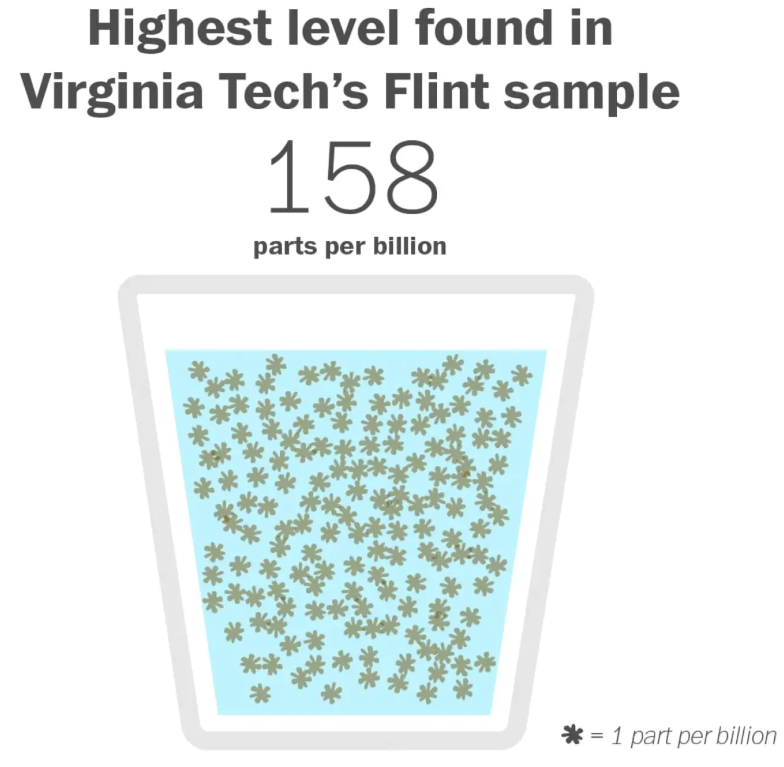 Highest level found in
Virginia Tech’s Flint sample
158
parts per billion
* = 1 part per billion